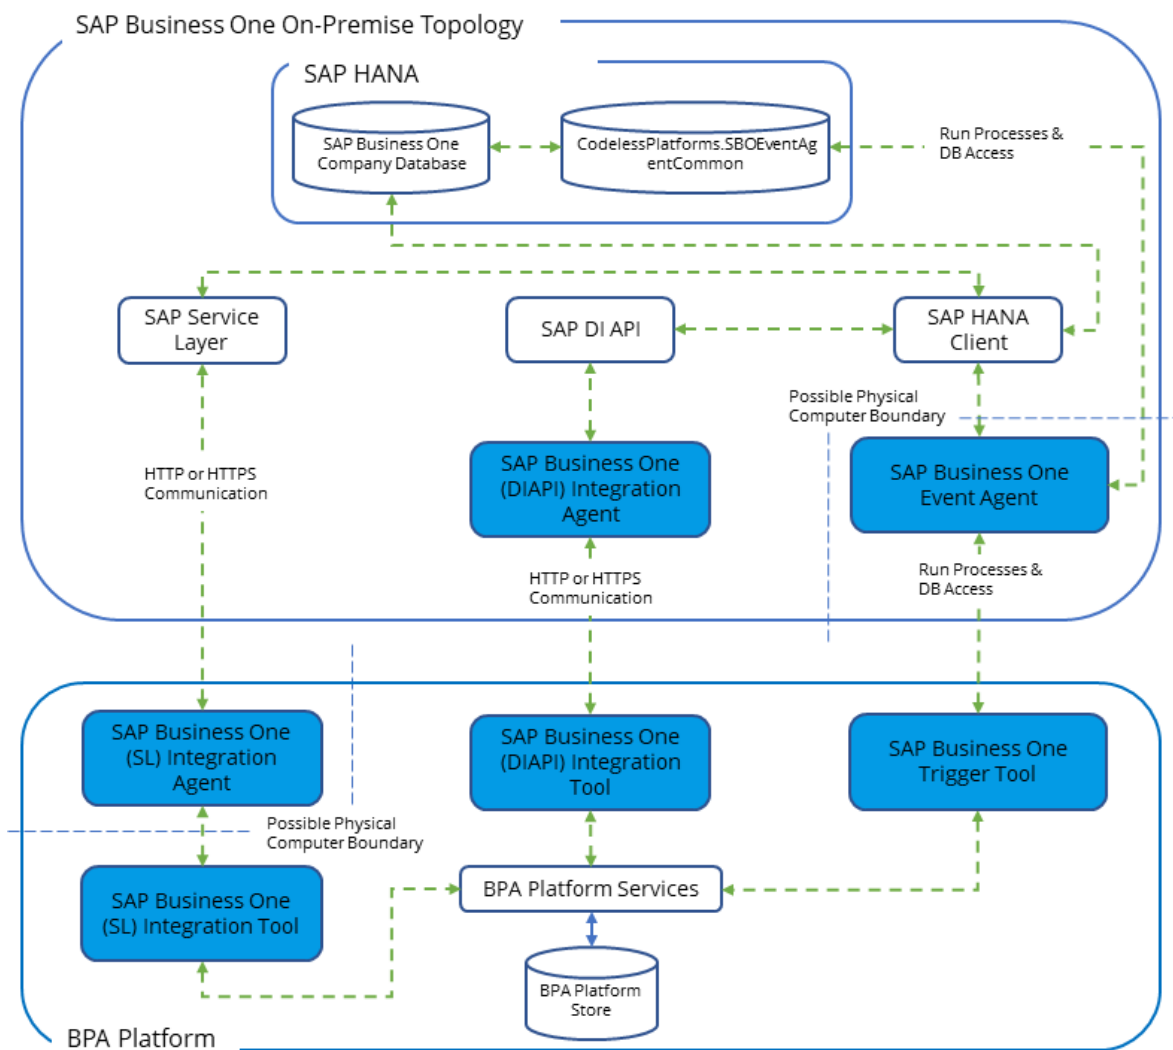 SAP Business One On-Premise Topology
SAP HANA
SAP Business One
Company Database
CodelessPlatforms.SBOEventAg
entCommon
Run Processes &
DB Access
SAP Service
Layer
SAP DI API
SAP HANA
Client
Possible Physical
Computer Boundary
HTTP or HTTPS
Communication
SAP Business One
(DIAPI) Integration
Agent
SAP Business One
Event Agent
HTTP or HTTPS
Communication
Run Processes &
DB Access
SAP Business One
(SL) Integration
Agent
SAP Business One
(DIAPI) Integration
Tool
SAP Business One
Trigger Tool
Possible Physical
Computer Boundary
SAP Business One
(SL) Integration Tool
BPA Platform Services
BPA Platform
Store
BPA Platform